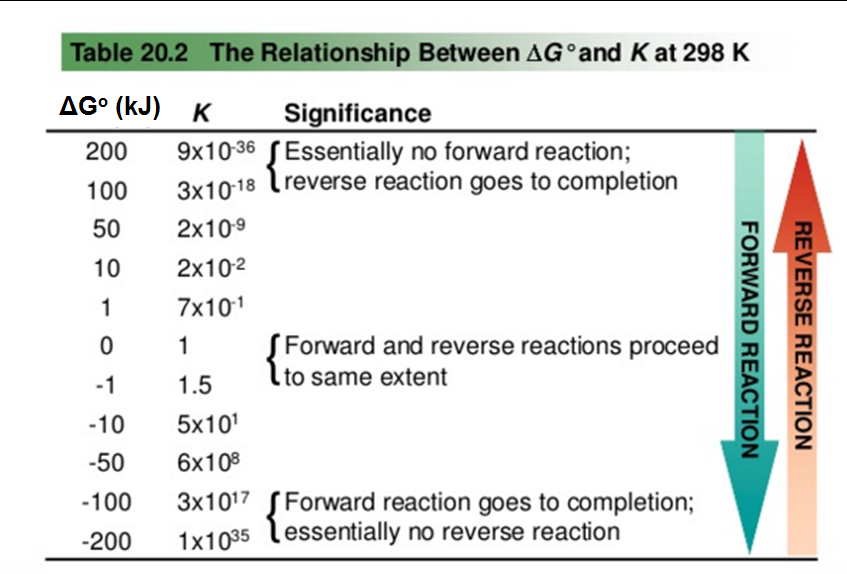 Table 20.2 The Relationship Between ΔG° and K at 298 K
ΔGº (kJ) K Significance
200 9x10⁻³⁶ Essentially no forward reaction;
100 3x10⁻¹⁸ reverse reaction goes to completion
50 2x10⁻⁹
10 2x10⁻²
1 7x10⁻¹
0 1 Forward and reverse reactions proceed
-1 1.5 to same extent
-10 5x10¹
-50 6x10⁸
-100 3x10¹⁷ Forward reaction goes to completion;
-200 1x10³⁵ essentially no reverse reaction
FORWARD REACTION
REVERSE REACTION